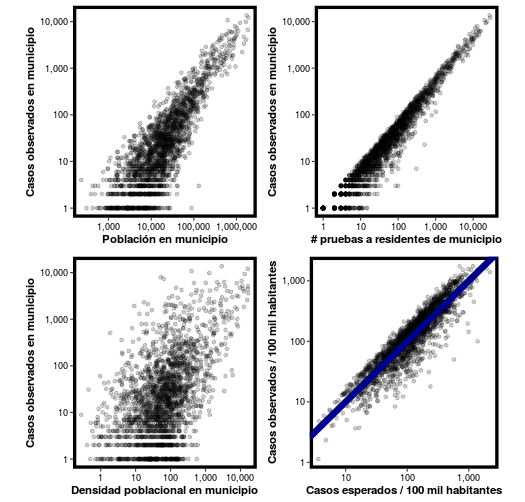 10,000
1,000
100
10
1
Casos observados en municipio
1,000 10,000 100,000 1,000,000
Población en municipio
10,000
1,000
100
10
1
Casos observados en municipio
1 10 100 1,000 10,000
# pruebas a residentes de municipio
10,000
1,000
100
10
1
Casos observados en municipio
1 10 100 1,000 10,000
Densidad poblacional en municipio
1,000
100
10
1
Casos observados / 100 mil habitantes
10 100 1,000
Casos esperados / 100 mil habitantes